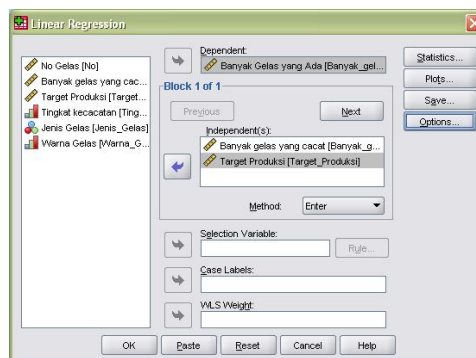 Linear Regression
No Gelas [No]
Banyak gelas yang cac...
Target Produksi [Target...
Tingkat kecacatan [Ting...
Jenis Gelas [Jenis_Gelas]
Warna Gelas [Warna_G...
Dependent:
Banyak Gelas yang Ada [Banyak_gel...
Block 1 of 1
Previous
Next
Independent(s):
Banyak gelas yang cacat [Banyak_g...
Target Produksi [Target_Produksi]
Method:
Enter
Selection Variable:
Rule...
Case Labels:
WLS Weight:
Statistics...
Plots...
Save...
Options...
OK
Paste
Reset
Cancel
Help